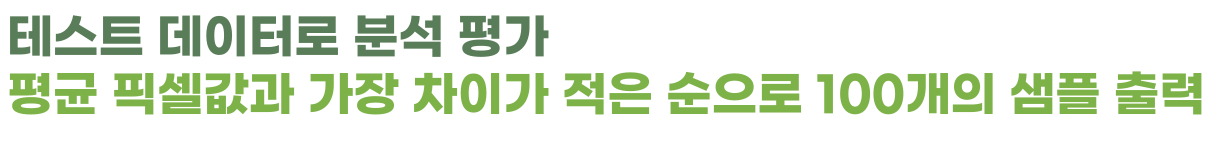 테스트 데이터로 분석 평가
평균 픽셀값과 가장 차이가 적은 순으로 100개의 샘플 출력